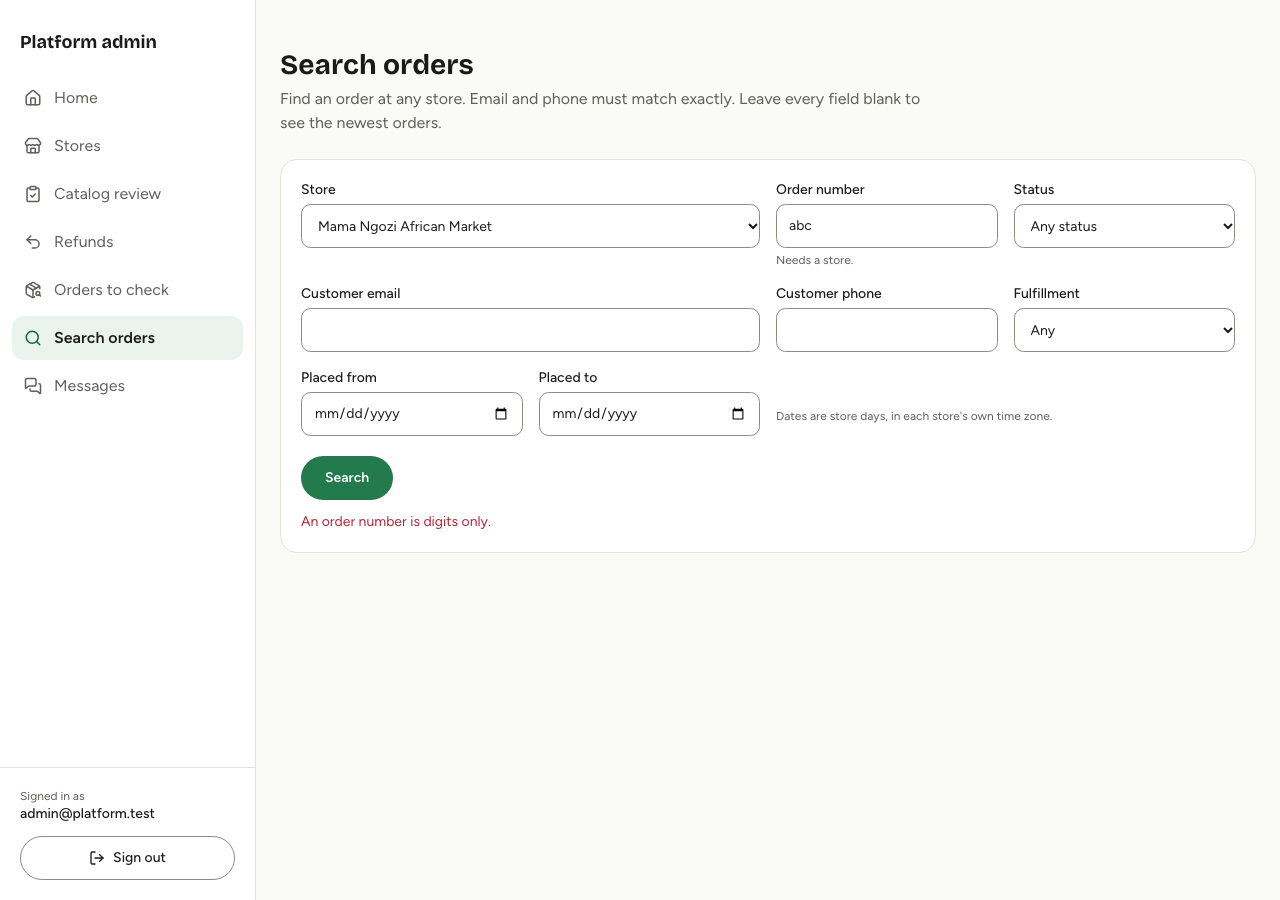 Platform admin
Home
Stores
Catalog review
Refunds
Orders to check
Search orders
Messages
Signed in as
admin@platform.test
Sign out
Search orders
Find an order at any store. Email and phone must match exactly. Leave every field blank to
see the newest orders.
Store
Order number
Status
Mama Ngozi African Market
abc
Any status
Needs a store.
Customer email
Customer phone
Fulfillment
Any
Placed from
Placed to
mm/dd/yyyy
mm/dd/yyyy
Dates are store days, in each store's own time zone.
Search
An order number is digits only.